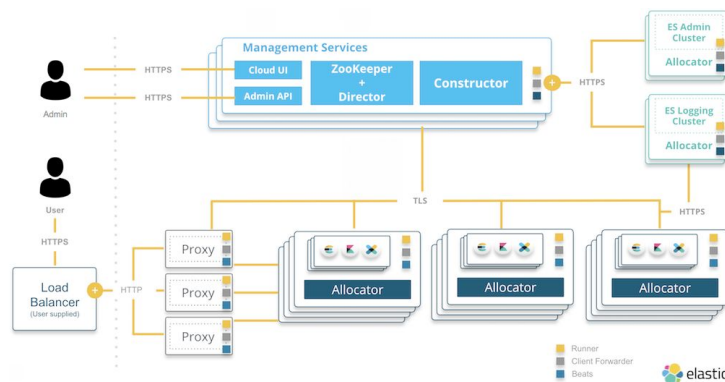 Management Services
Cloud UI
Admin API
ZooKeeper
+
Director
Constructor
+
HTTPS
HTTPS
Admin
HTTPS
ES Admin
Cluster
Allocator
ES Logging
Cluster
Allocator
User
HTTPS
TLS
HTTPS
Load
Balancer
(User supplied)
+
HTTP
Proxy
Proxy
Proxy
Allocator
Allocator
Allocator
Runner
Client Forwarder
Beats
elastic